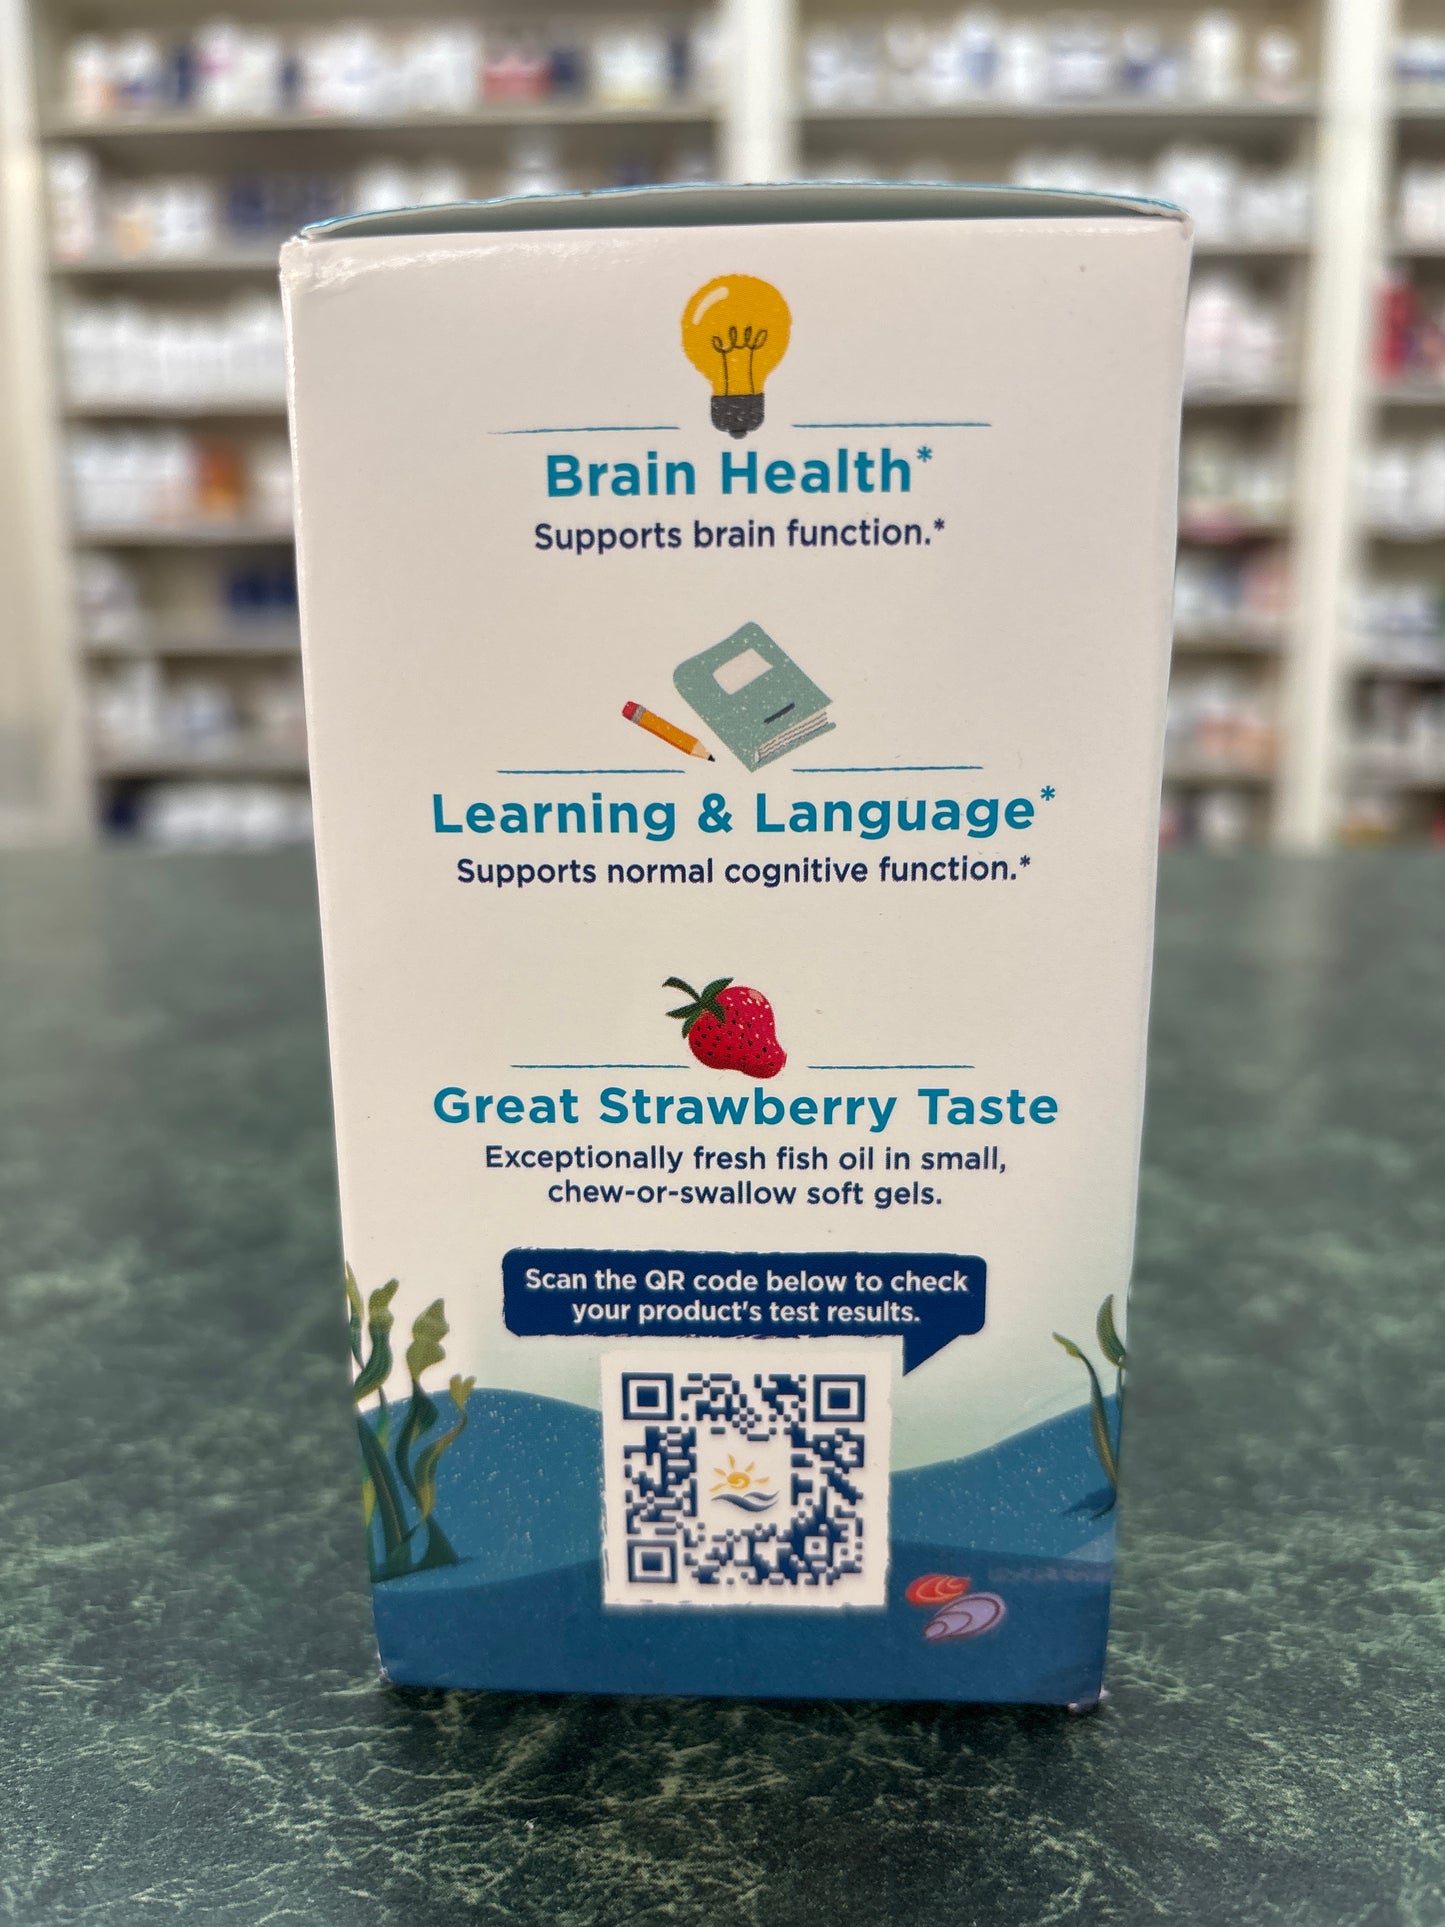 Brain Health*
Supports brain function.*
Learning & Language*
Supports normal cognitive function.*
Great Strawberry Taste
Exceptionally fresh fish oil in small,
chew-or-swallow soft gels.
Scan the QR code below to check
your product's test results.